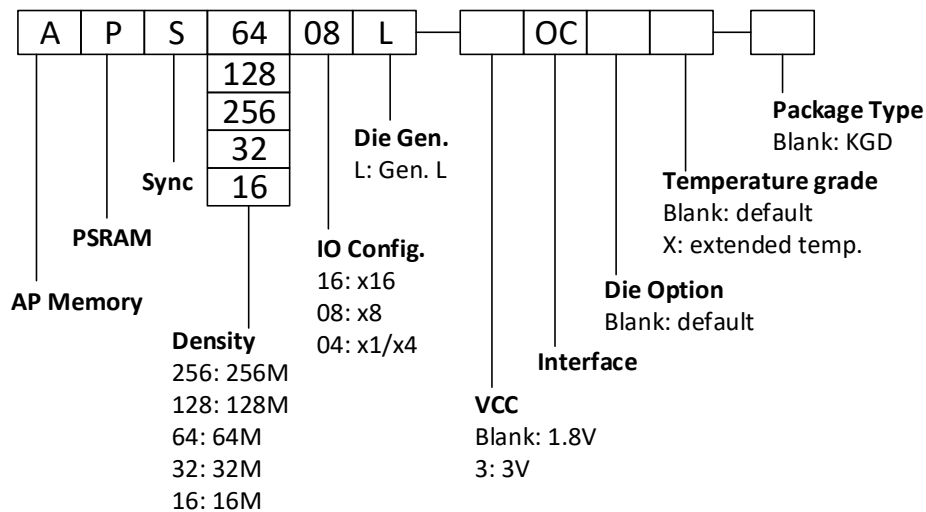 A P S 64 08 L OC
128
256
32
16
Sync
PSRAM
AP Memory
Density
256: 256M
128: 128M
64: 64M
32: 32M
16: 16M
IO Config.
16: x16
08: x8
04: x1/x4
Die Gen.
L: Gen. L
VCC
Blank: 1.8V
3: 3V
Interface
Die Option
Blank: default
Temperature grade
Blank: default
X: extended temp.
Package Type
Blank: KGD